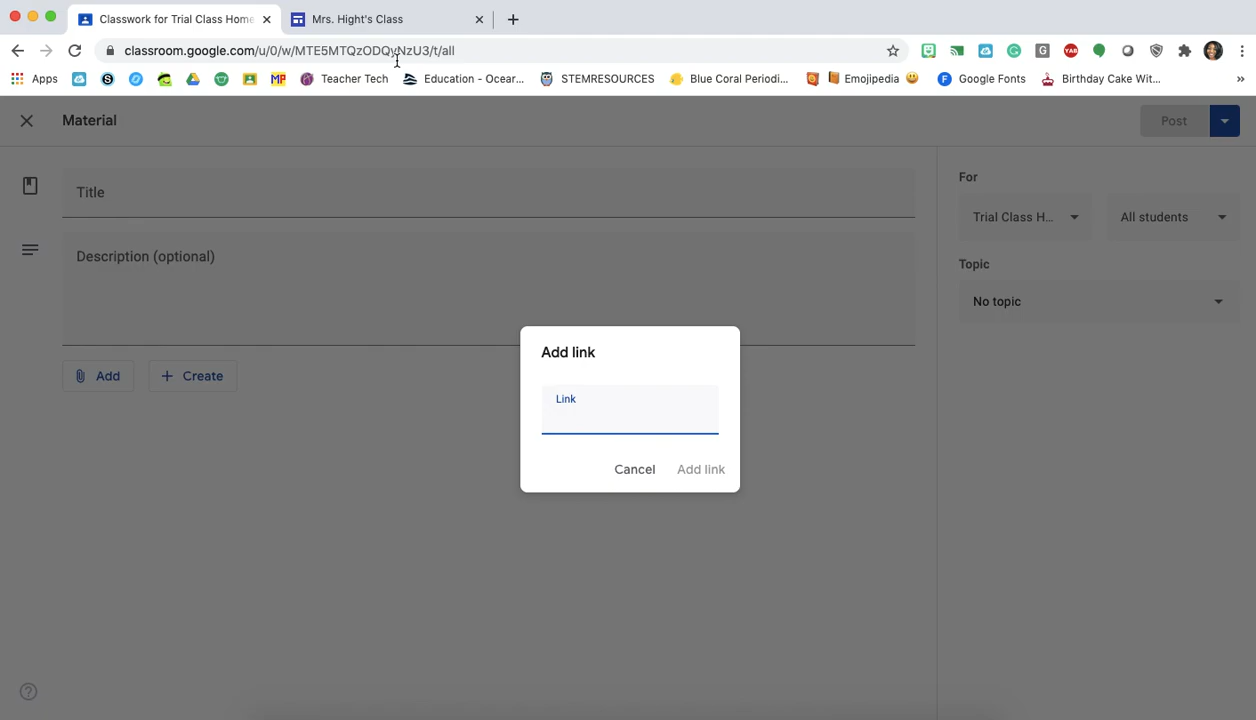 Classwork for Trial Class Home
Mrs. Hight's Class
classroom.google.com/u/0/w/MTE5MTQzODQyNzU3/t/all
Apps
MP
Teacher Tech
Education - Ocear...
STEMRESOURCES
Blue Coral Periodi...
Emojipedia 😃
F Google Fonts
Birthday Cake Wit...
»
Material
Post
Title
For
Trial Class H...
All students
Description (optional)
Topic
No topic
Add
Create
Add link
Link
Cancel
Add link